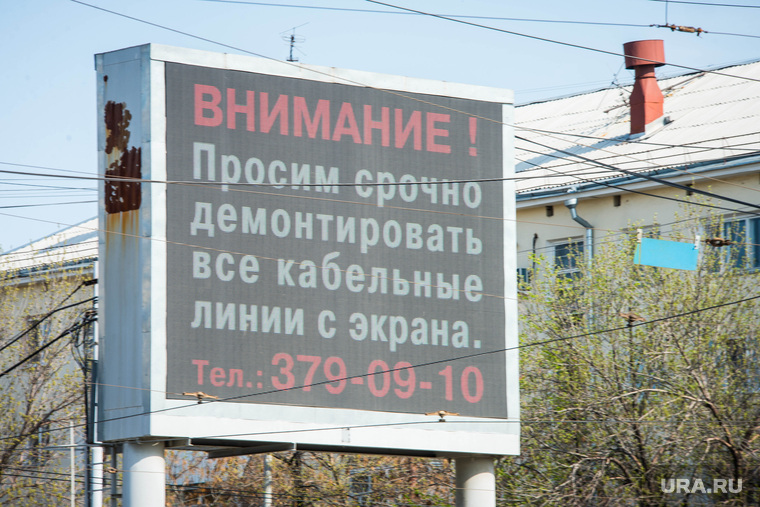 ВНИМАНИЕ !
Просим срочно
демонтировать
все кабельные
линии с экрана.
Тел.: 379-09-10
URA.RU